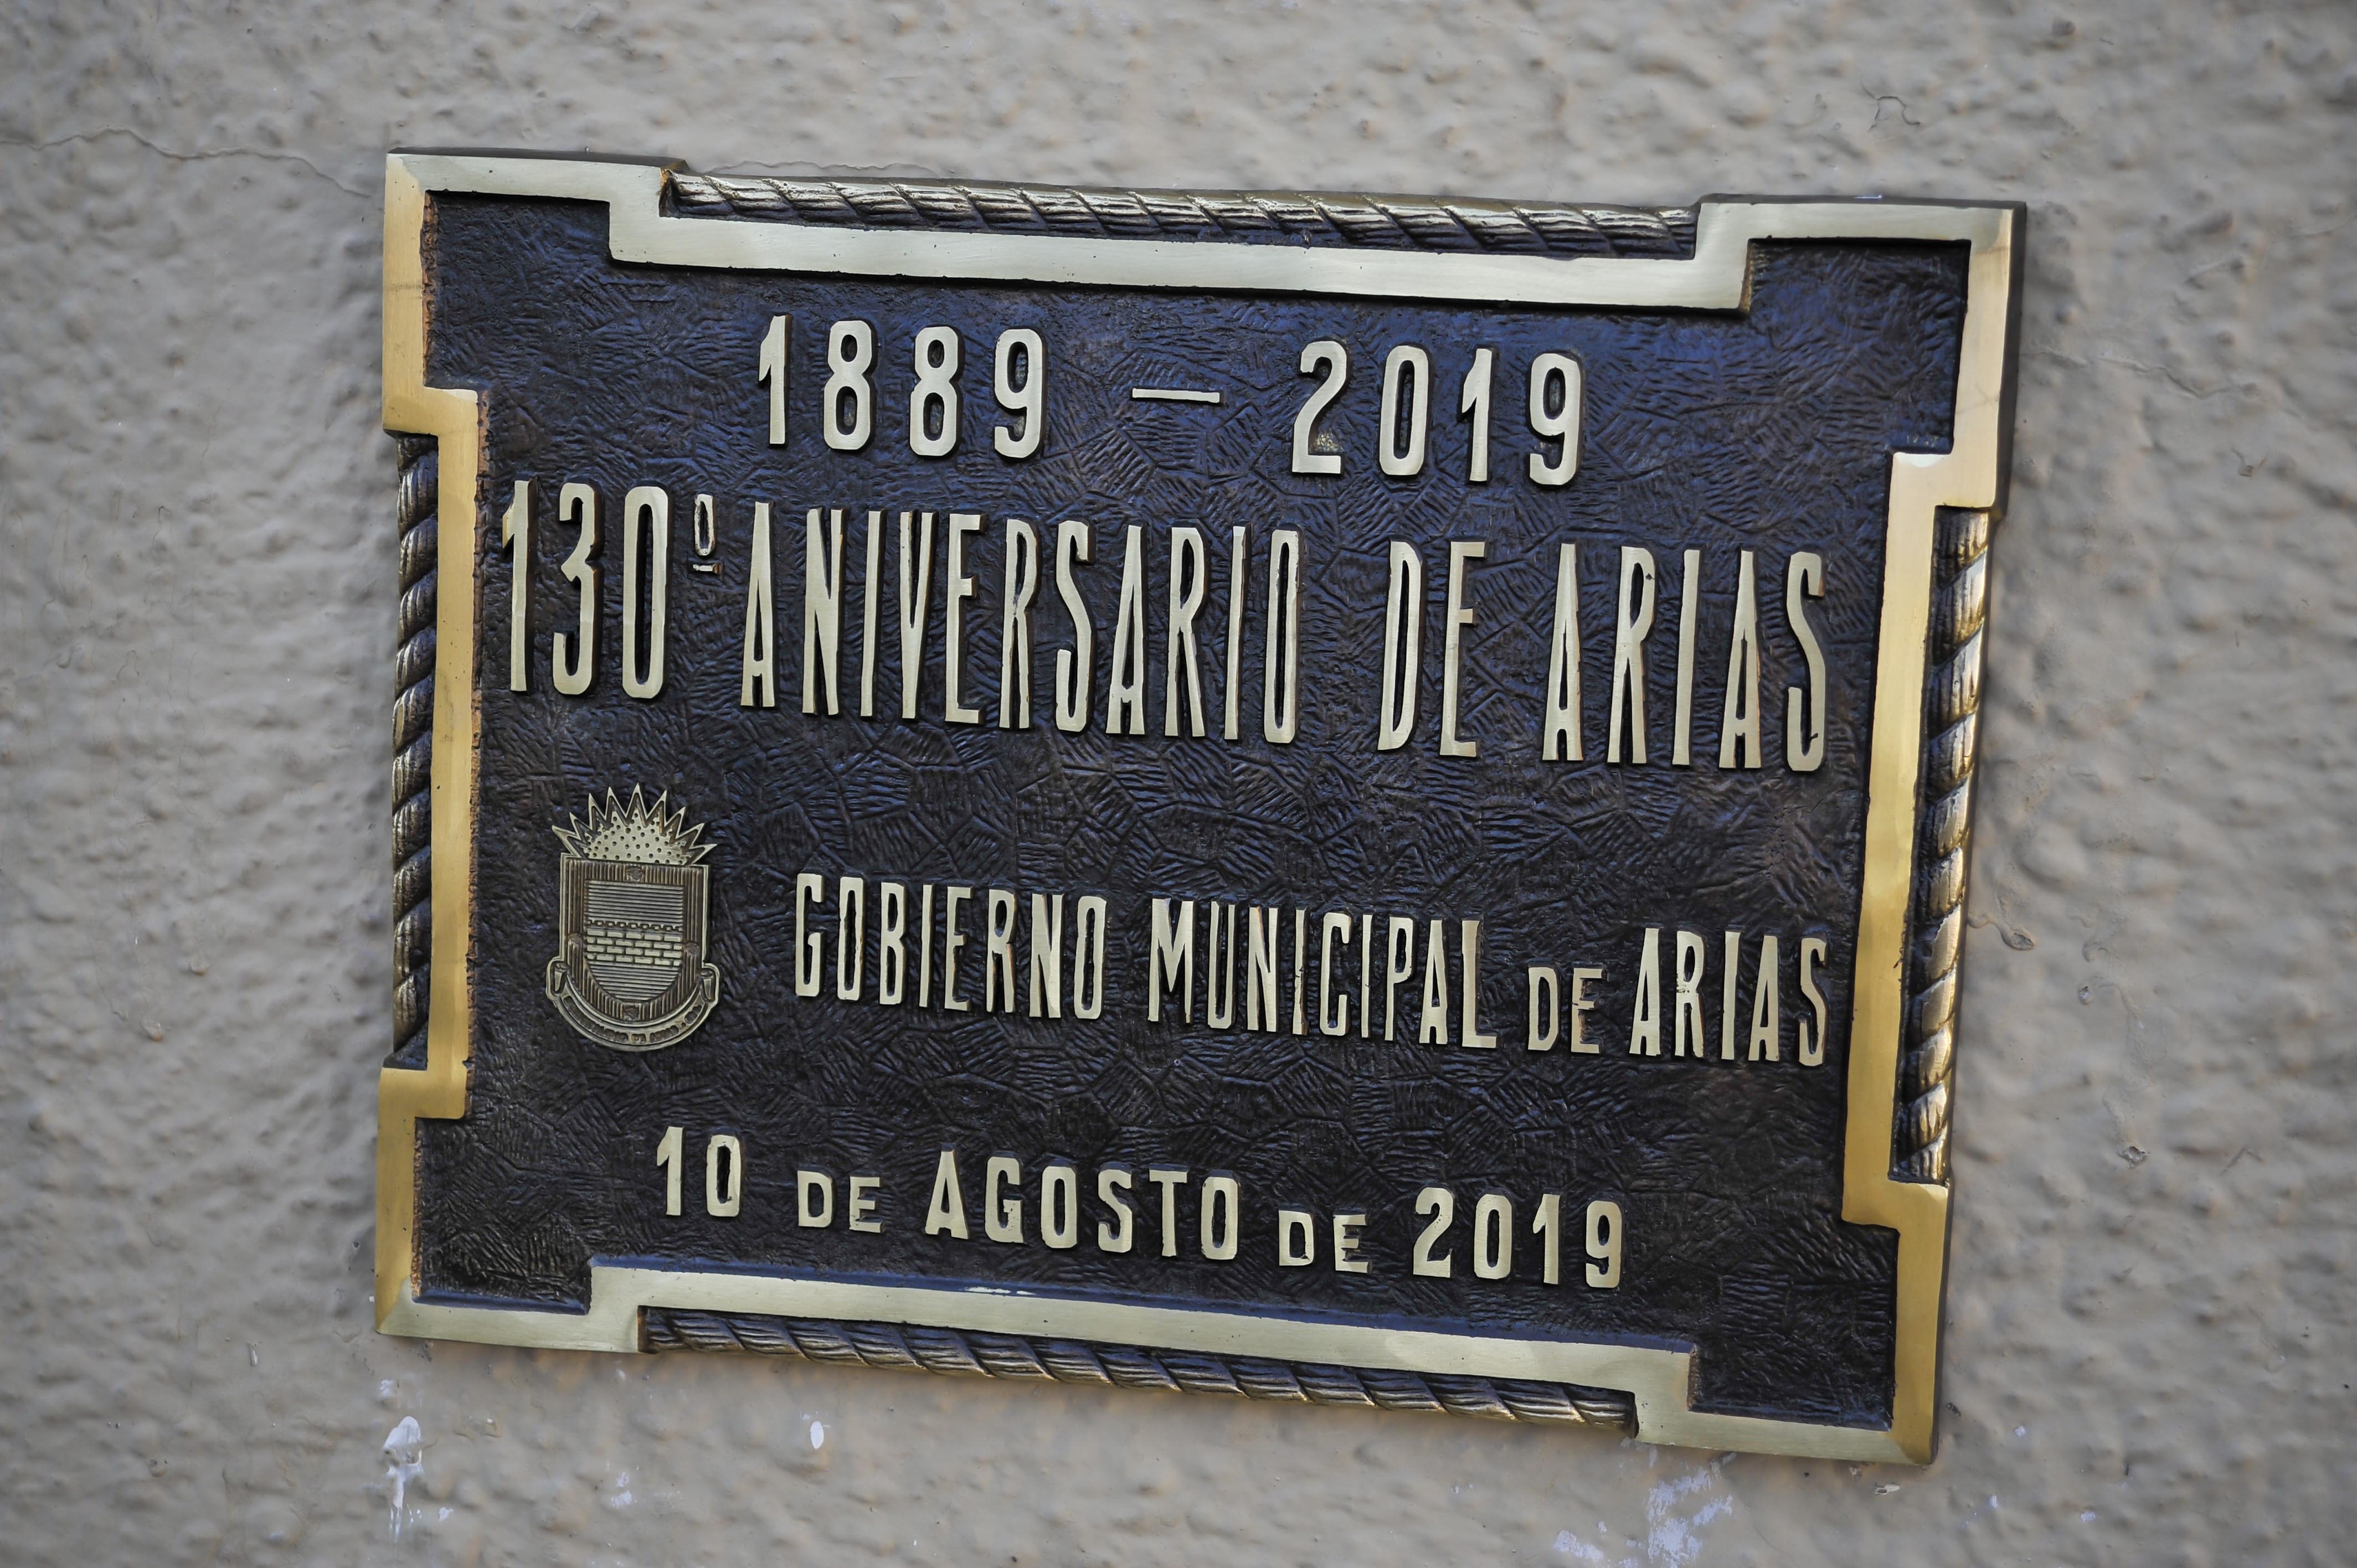 1889 — 2019
130º ANIVERSARIO DE ARIAS
GOBIERNO MUNICIPAL DE ARIAS
10 DE AGOSTO DE 2019